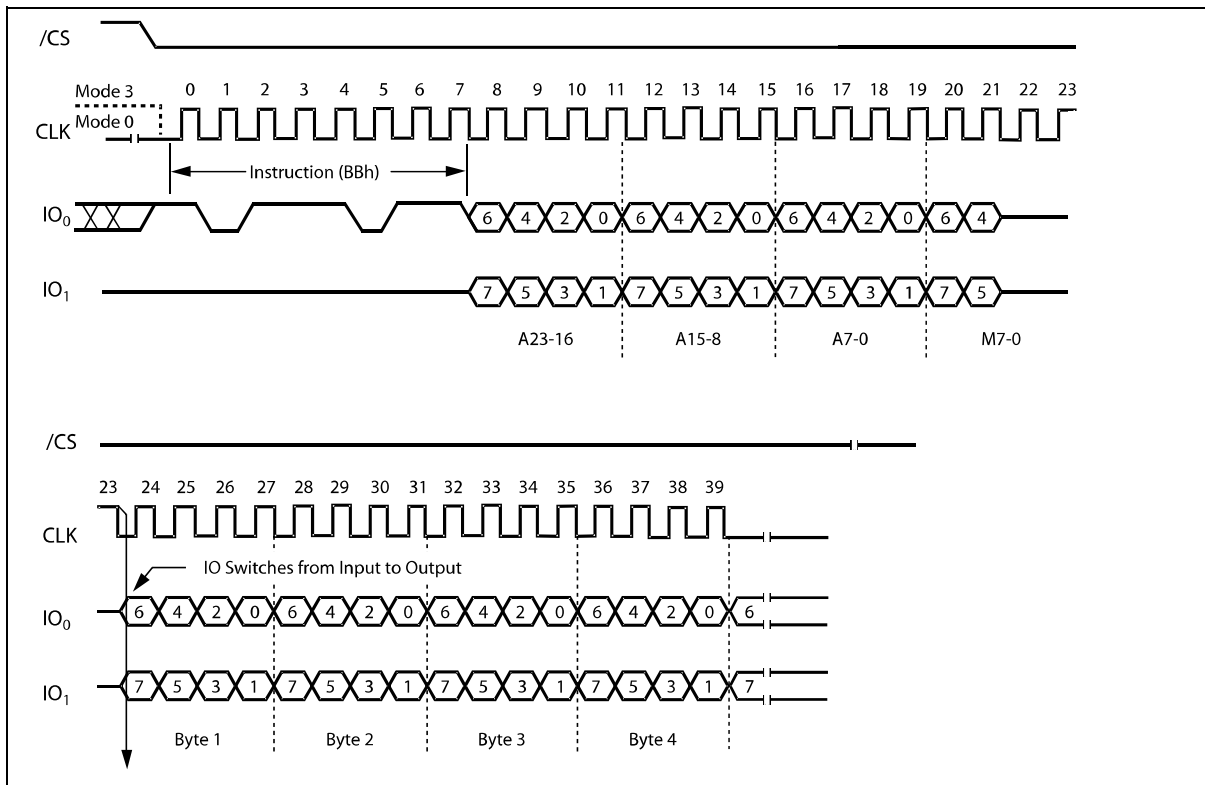 /CS
Mode 3
0 1 2 3 4 5 6 7 8 9 10 11 12 13 14 15 16 17 18 19 20 21 22 23
Mode 0
CLK
Instruction (BBh)
IO0 6 4 2 0 6 4 2 0 6 4 2 0 6 4
IO1 7 5 3 1 7 5 3 1 7 5 3 1 7 5
A23-16 A15-8 A7-0 M7-0
/CS
23 24 25 26 27 28 29 30 31 32 33 34 35 36 37 38 39
CLK
IO Switches from Input to Output
IO0 6 4 2 0 6 4 2 0 6 4 2 0 6 4 2 0 6
IO1 7 5 3 1 7 5 3 1 7 5 3 1 7 5 3 1 7
Byte 1 Byte 2 Byte 3 Byte 4